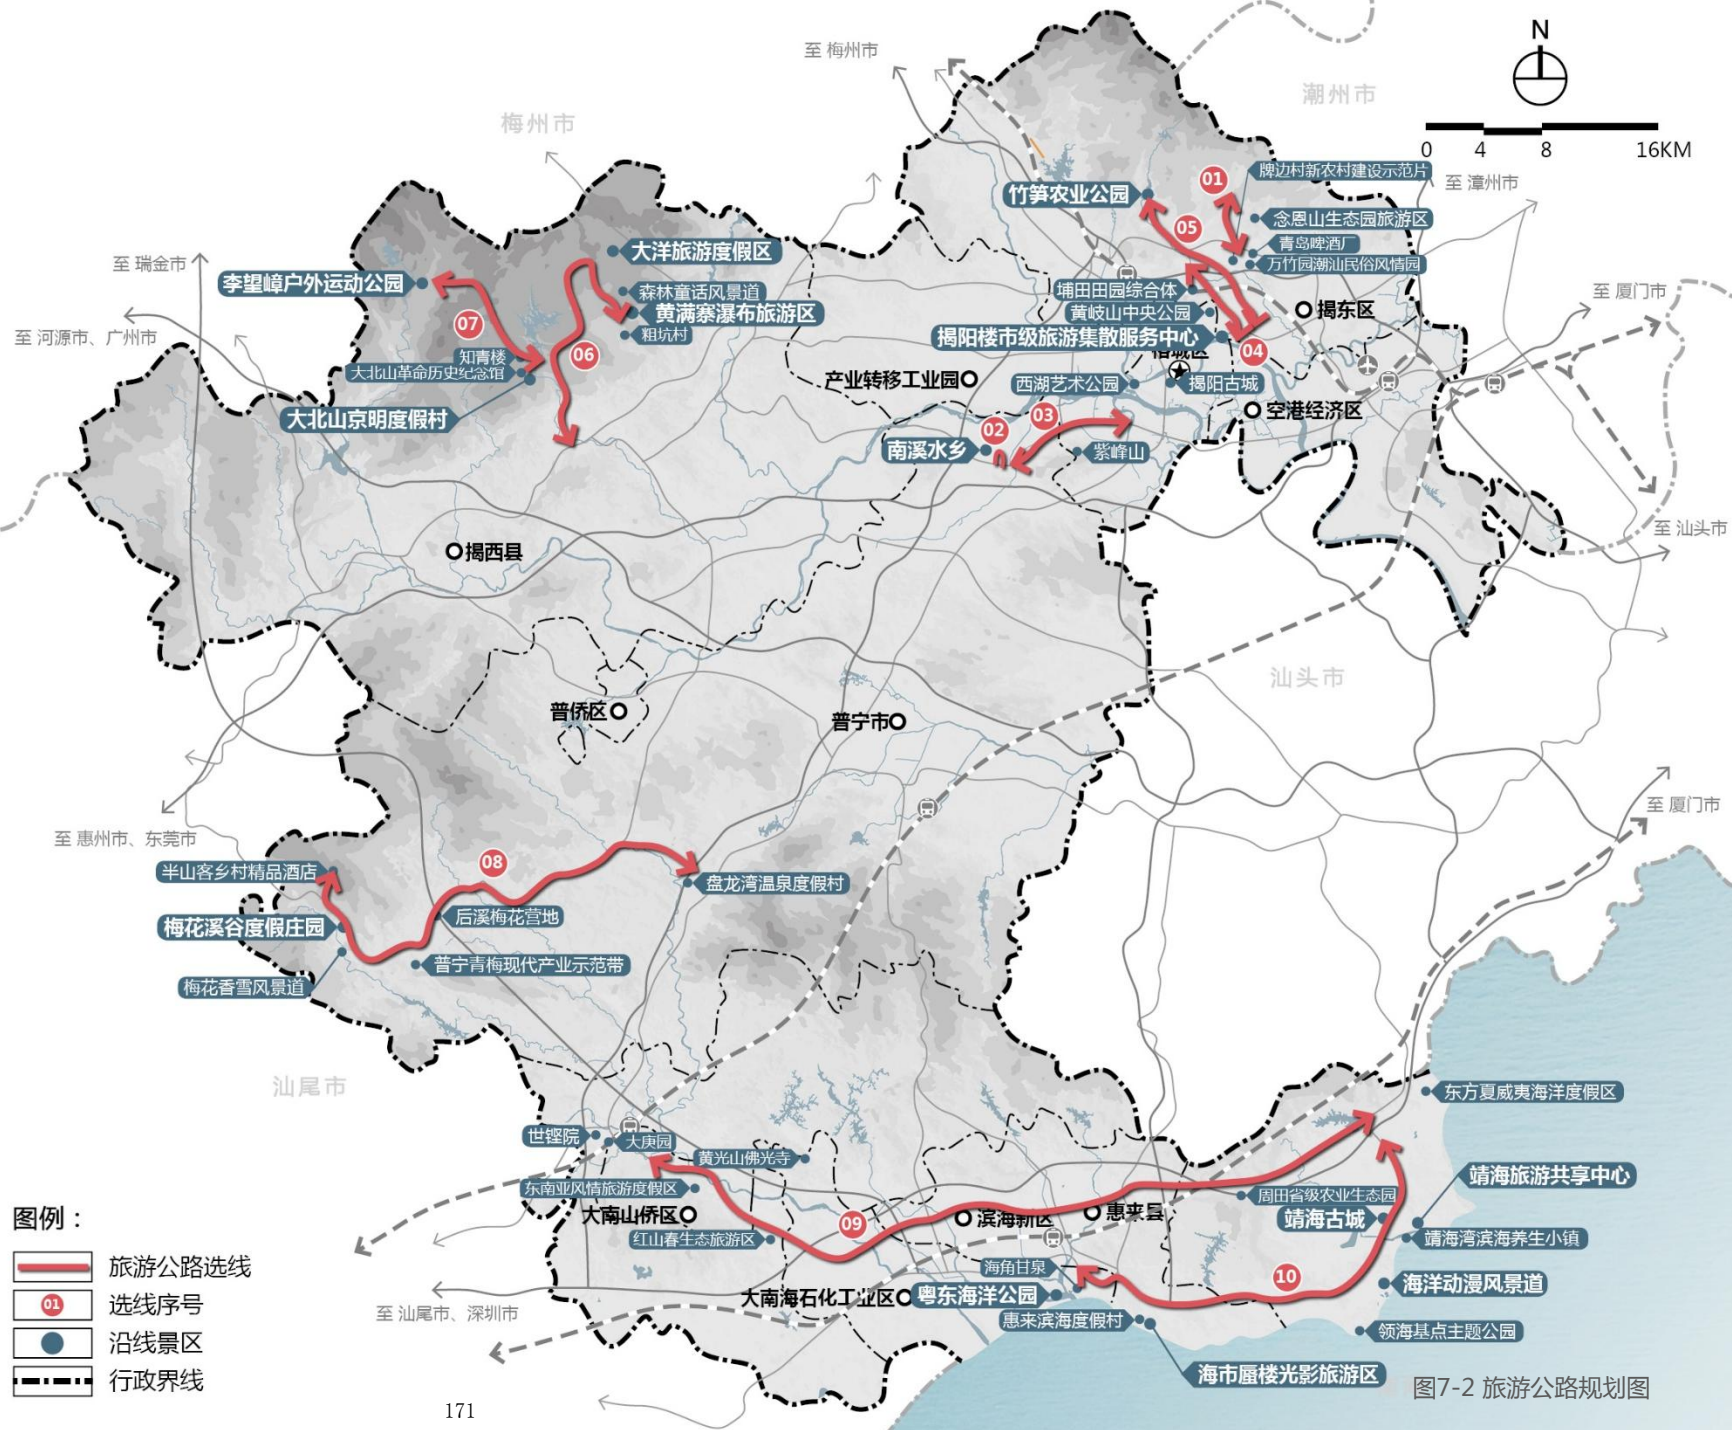 N
至 梅州市
潮州市
梅州市
0 4 8 16KM
牌边村新农村建设示范片
至 漳州市
01
竹笋农业公园
05
念恩山生态园旅游区
青岛啤酒厂
万竹园潮汕民俗风情园
大洋旅游度假区
至 瑞金市
李望嶂户外运动公园
森林童话风景道
黄满寨瀑布旅游区
粗坑村
埔田田园综合体
黄岐山中央公园
揭东区
至 厦门市
07
至 河源市、广州市
揭阳楼市级旅游集散服务中心
04
知青楼
06
大北山革命历史纪念馆
榕城区
产业转移工业园
西湖艺术公园
揭阳古城
大北山京明度假村
03
空港经济区
02
南溪水乡
紫峰山
至 汕头市
揭西县
汕头市
普侨区
普宁市
至 厦门市
至 惠州市、东莞市
08
半山客乡村精品酒店
盘龙湾温泉度假村
后溪梅花营地
梅花溪谷度假庄园
普宁青梅现代产业示范带
梅花香雪风景道
汕尾市
东方夏威夷海洋度假区
世铿院
大庚园
黄光山佛光寺
靖海旅游共享中心
东南亚风情旅游度假区
周田省级农业生态园
大南山侨区
09
滨海新区
惠来县
靖海古城
红山春生态旅游区
靖海湾滨海养生小镇
海角甘泉
10
海洋动漫风景道
大南海石化工业区
粤东海洋公园
至 汕尾市、深圳市
惠来滨海度假村
领海基点主题公园
海市蜃楼光影旅游区
图例：
旅游公路选线
01
选线序号
沿线景区
行政界线
图7-2 旅游公路规划图
171